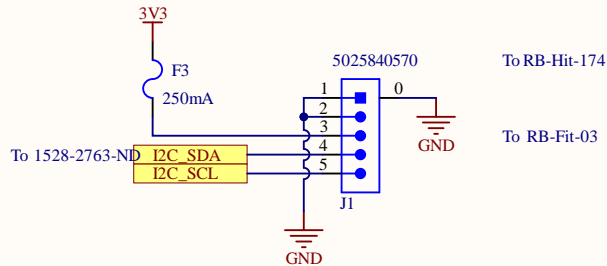 3V3
5025840570
To RB-Hit-174
F3
250mA
1
0
2
3
GND
To RB-Fit-03
To 1528-2763-ND
I2C_SDA
4
I2C_SCL
5
J1
GND